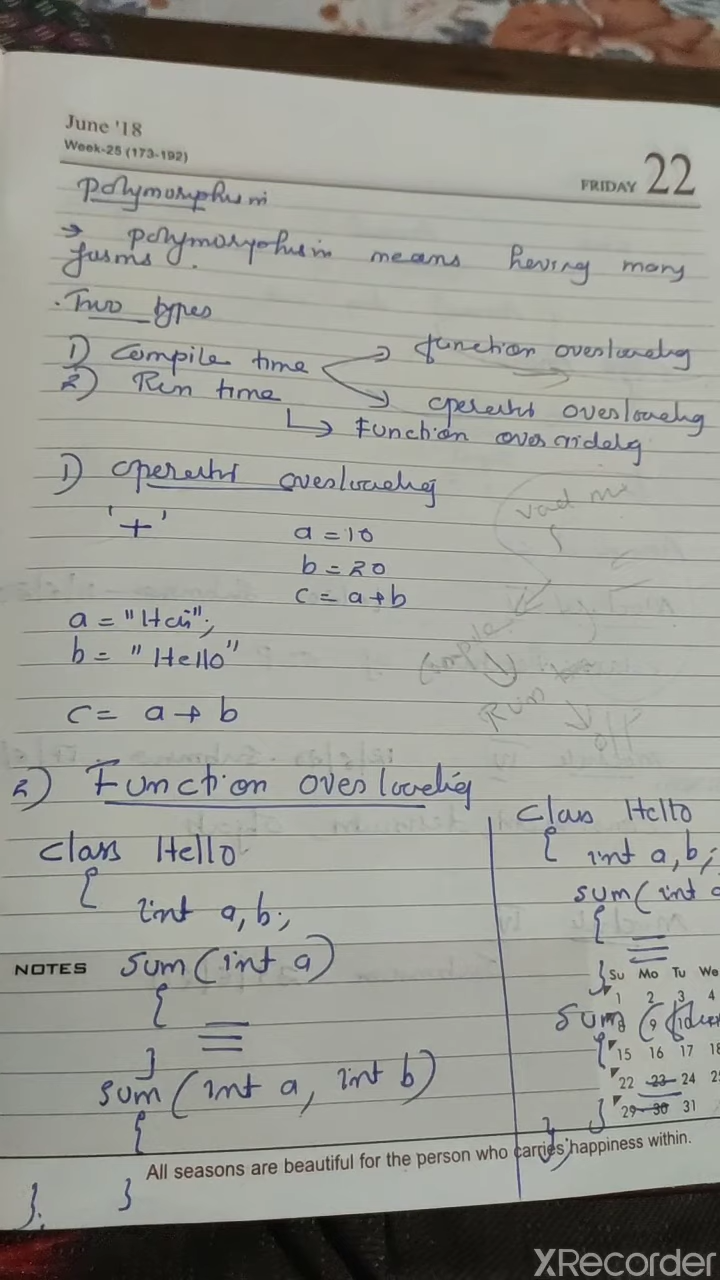 June '18
Week-25 (173-192)
FRIDAY 22
polymorphism
→ polymorphism means having many
forms.
. Two types
1) Compile time → function overloading
2) Run time → operator overloading
↳ Function overriding
1) operator overloading
'+' a = 10
b = 20
c = a+b
a = "Hai";
b = "Hello"
c = a + b
2) Function overloading
class Hello
{
int a, b;
sum (int a)
{
}
sum (int a, int b)
{
}
}.
class Hello
{ int a, b;
sum (int a
{
}
sum (
{
}
}
NOTES
Su Mo Tu We
1 2 3 4
9
15 16 17 18
22 23 24 25
29 30 31
All seasons are beautiful for the person who carries happiness within.
XRecorder